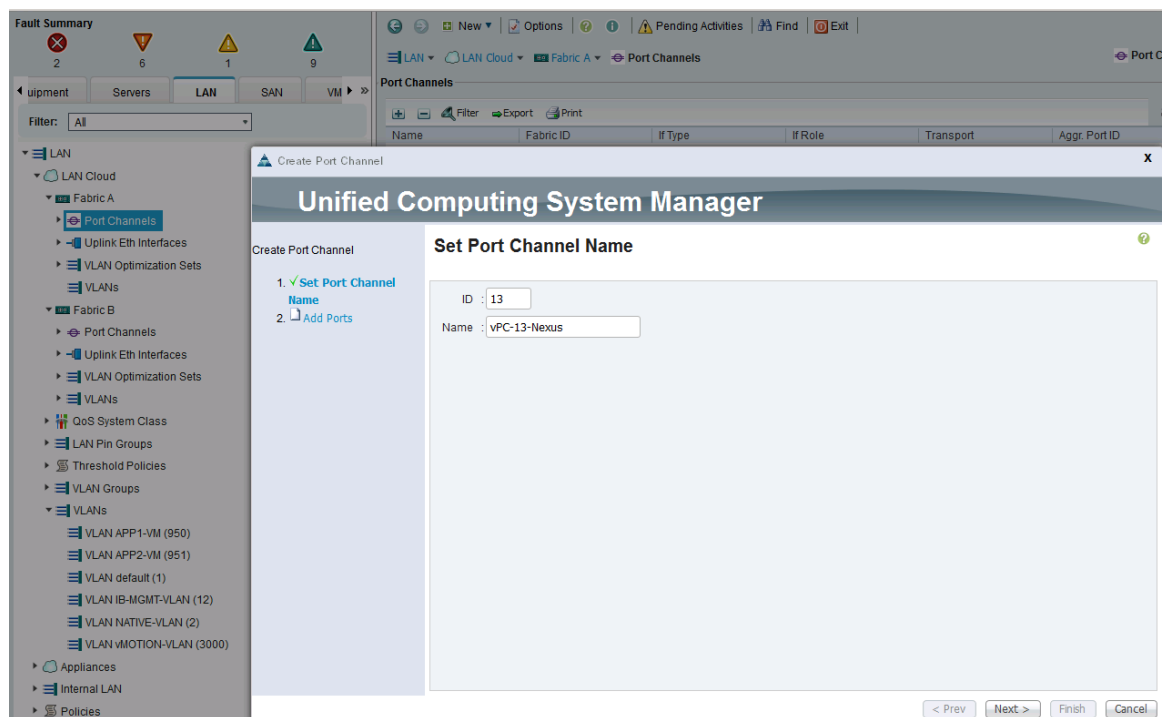 Fault Summary
2 6 1 9
New Options Pending Activities Find Exit
LAN LAN Cloud Fabric A Port Channels Port C
Port Channels
uipment Servers LAN SAN VM »
Filter: All
Filter Export Print
Name Fabric ID If Type If Role Transport Aggr. Port ID
LAN
LAN Cloud
Fabric A
Port Channels
Uplink Eth Interfaces
VLAN Optimization Sets
VLANs
Fabric B
Port Channels
Uplink Eth Interfaces
VLAN Optimization Sets
VLANs
QoS System Class
LAN Pin Groups
Threshold Policies
VLAN Groups
VLANs
VLAN APP1-VM (950)
VLAN APP2-VM (951)
VLAN default (1)
VLAN IB-MGMT-VLAN (12)
VLAN NATIVE-VLAN (2)
VLAN vMOTION-VLAN (3000)
Appliances
Internal LAN
Policies
Create Port Channel X
Unified Computing System Manager
Create Port Channel
1. Set Port Channel
Name
2. Add Ports
Set Port Channel Name
ID : 13
Name : vPC-13-Nexus
< Prev Next > Finish Cancel